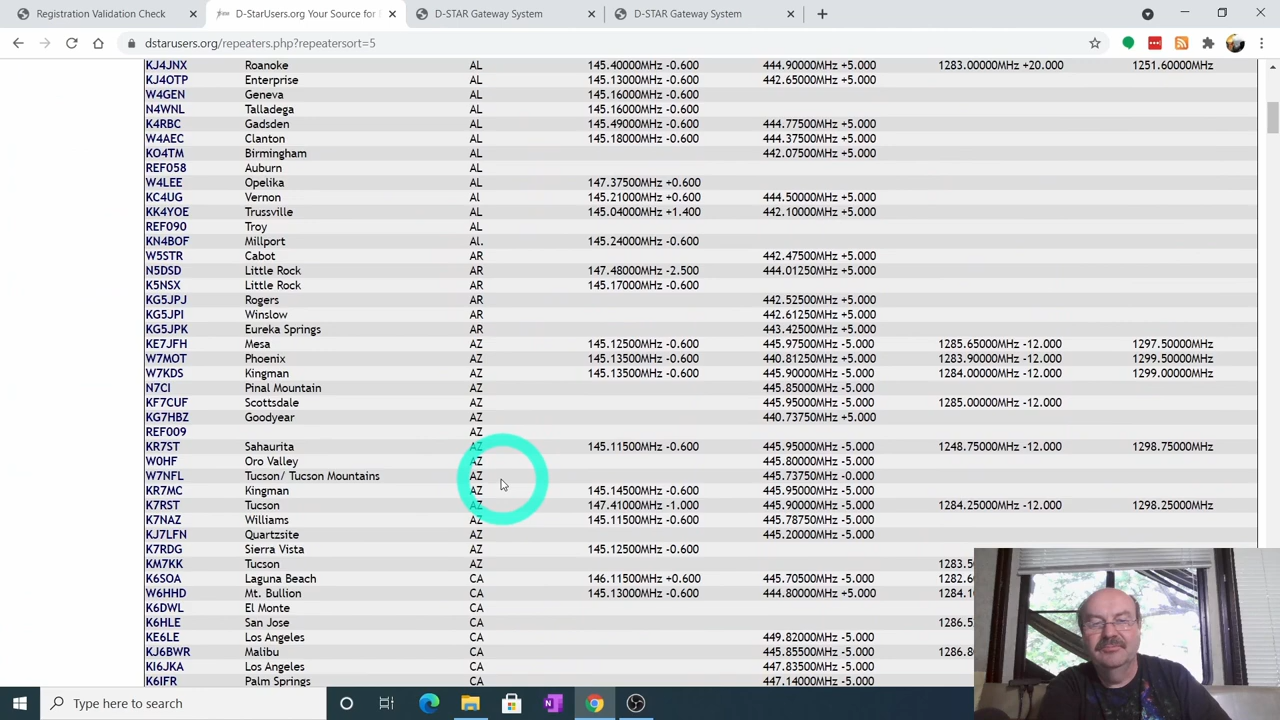 Registration Validation Check
D-StarUsers.org Your Source for
D-STAR Gateway System
D-STAR Gateway System
dstarusers.org/repeaters.php?repeatersort=5
KJ4JNX Roanoke AL 145.40000MHz -0.600 444.90000MHz +5.000 1283.00000MHz +20.000 1251.60000MHz
KJ4OTP Enterprise AL 145.38000MHz -0.600 442.65000MHz +5.000
W4GEN Geneva AL 145.16000MHz -0.600
N4WNL Talladega AL 145.16000MHz -0.600
K4RBC Gadsden AL 145.49000MHz -0.600 444.77500MHz +5.000
W4AEC Clanton AL 145.18000MHz -0.600 444.37500MHz +5.000
KO4TM Birmingham AL 442.07500MHz +5.000
REF058 Auburn AL
W4LEE Opelika AL 147.37500MHz +0.600
KC4UG Vernon Al 145.21000MHz +0.600 444.50000MHz +5.000
KK4YOE Trussville AL 145.04000MHz +1.400 442.10000MHz +5.000
REF090 Troy AL
KN4BOF Millport Al. 145.24000MHz -0.600
W5STR Cabot AR 442.47500MHz +5.000
N5DSD Little Rock AR 147.48000MHz -2.500 444.01250MHz +5.000
K5NSX Little Rock AR 145.17000MHz -0.600
KG5JPJ Rogers AR 442.52500MHz +5.000
KG5JPI Winslow AR 442.61250MHz +5.000
KG5JPK Eureka Springs AR 443.42500MHz +5.000
KE7JFH Mesa AZ 145.12500MHz -0.600 445.97500MHz -5.000 1285.65000MHz -12.000 1297.50000MHz
W7MOT Phoenix AZ 145.13500MHz -0.600 440.81250MHz +5.000 1283.90000MHz -12.000 1299.50000MHz
W7KDS Kingman AZ 145.13500MHz -0.600 445.90000MHz -5.000 1284.00000MHz -12.000 1299.00000MHz
N7CI Pinal Mountain AZ 445.85000MHz -5.000
KF7CUF Scottsdale AZ 445.95000MHz -5.000 1285.00000MHz -12.000
KG7HBZ Goodyear AZ 440.73750MHz +5.000
REF009 AZ
KR7ST Sahaurita AZ 145.11500MHz -0.600 445.95000MHz -5.000 1248.75000MHz -12.000 1298.75000MHz
W0HF Oro Valley AZ 445.80000MHz -5.000
W7NFL Tucson/ Tucson Mountains AZ 445.73750MHz -0.000
KR7MC Kingman AZ 145.14500MHz -0.600 445.95000MHz -5.000
K7RST Tucson AZ 147.41000MHz -1.000 445.90000MHz -5.000 1284.25000MHz -12.000 1298.25000MHz
K7NAZ Williams AZ 145.11500MHz -0.600 445.78750MHz -5.000
KJ7LFN Quartzsite AZ 445.20000MHz -5.000
K7RDG Sierra Vista AZ 145.12500MHz -0.600
KM7KK Tucson AZ 1283.5
K6SOA Laguna Beach CA 146.11500MHz +0.600 445.70500MHz -5.000 1282.6
W6HHD Mt. Bullion CA 145.13000MHz -0.600 444.80000MHz +5.000 1284.1
K6DWL El Monte CA
K6HLE San Jose CA 1286.5
KE6LE Los Angeles CA 449.82000MHz -5.000
KJ6BWR Malibu CA 445.85500MHz -5.000 1286.8
KI6JKA Los Angeles CA 447.83500MHz -5.000
K6IFR Palm Springs CA 447.14000MHz -5.000
Type here to search